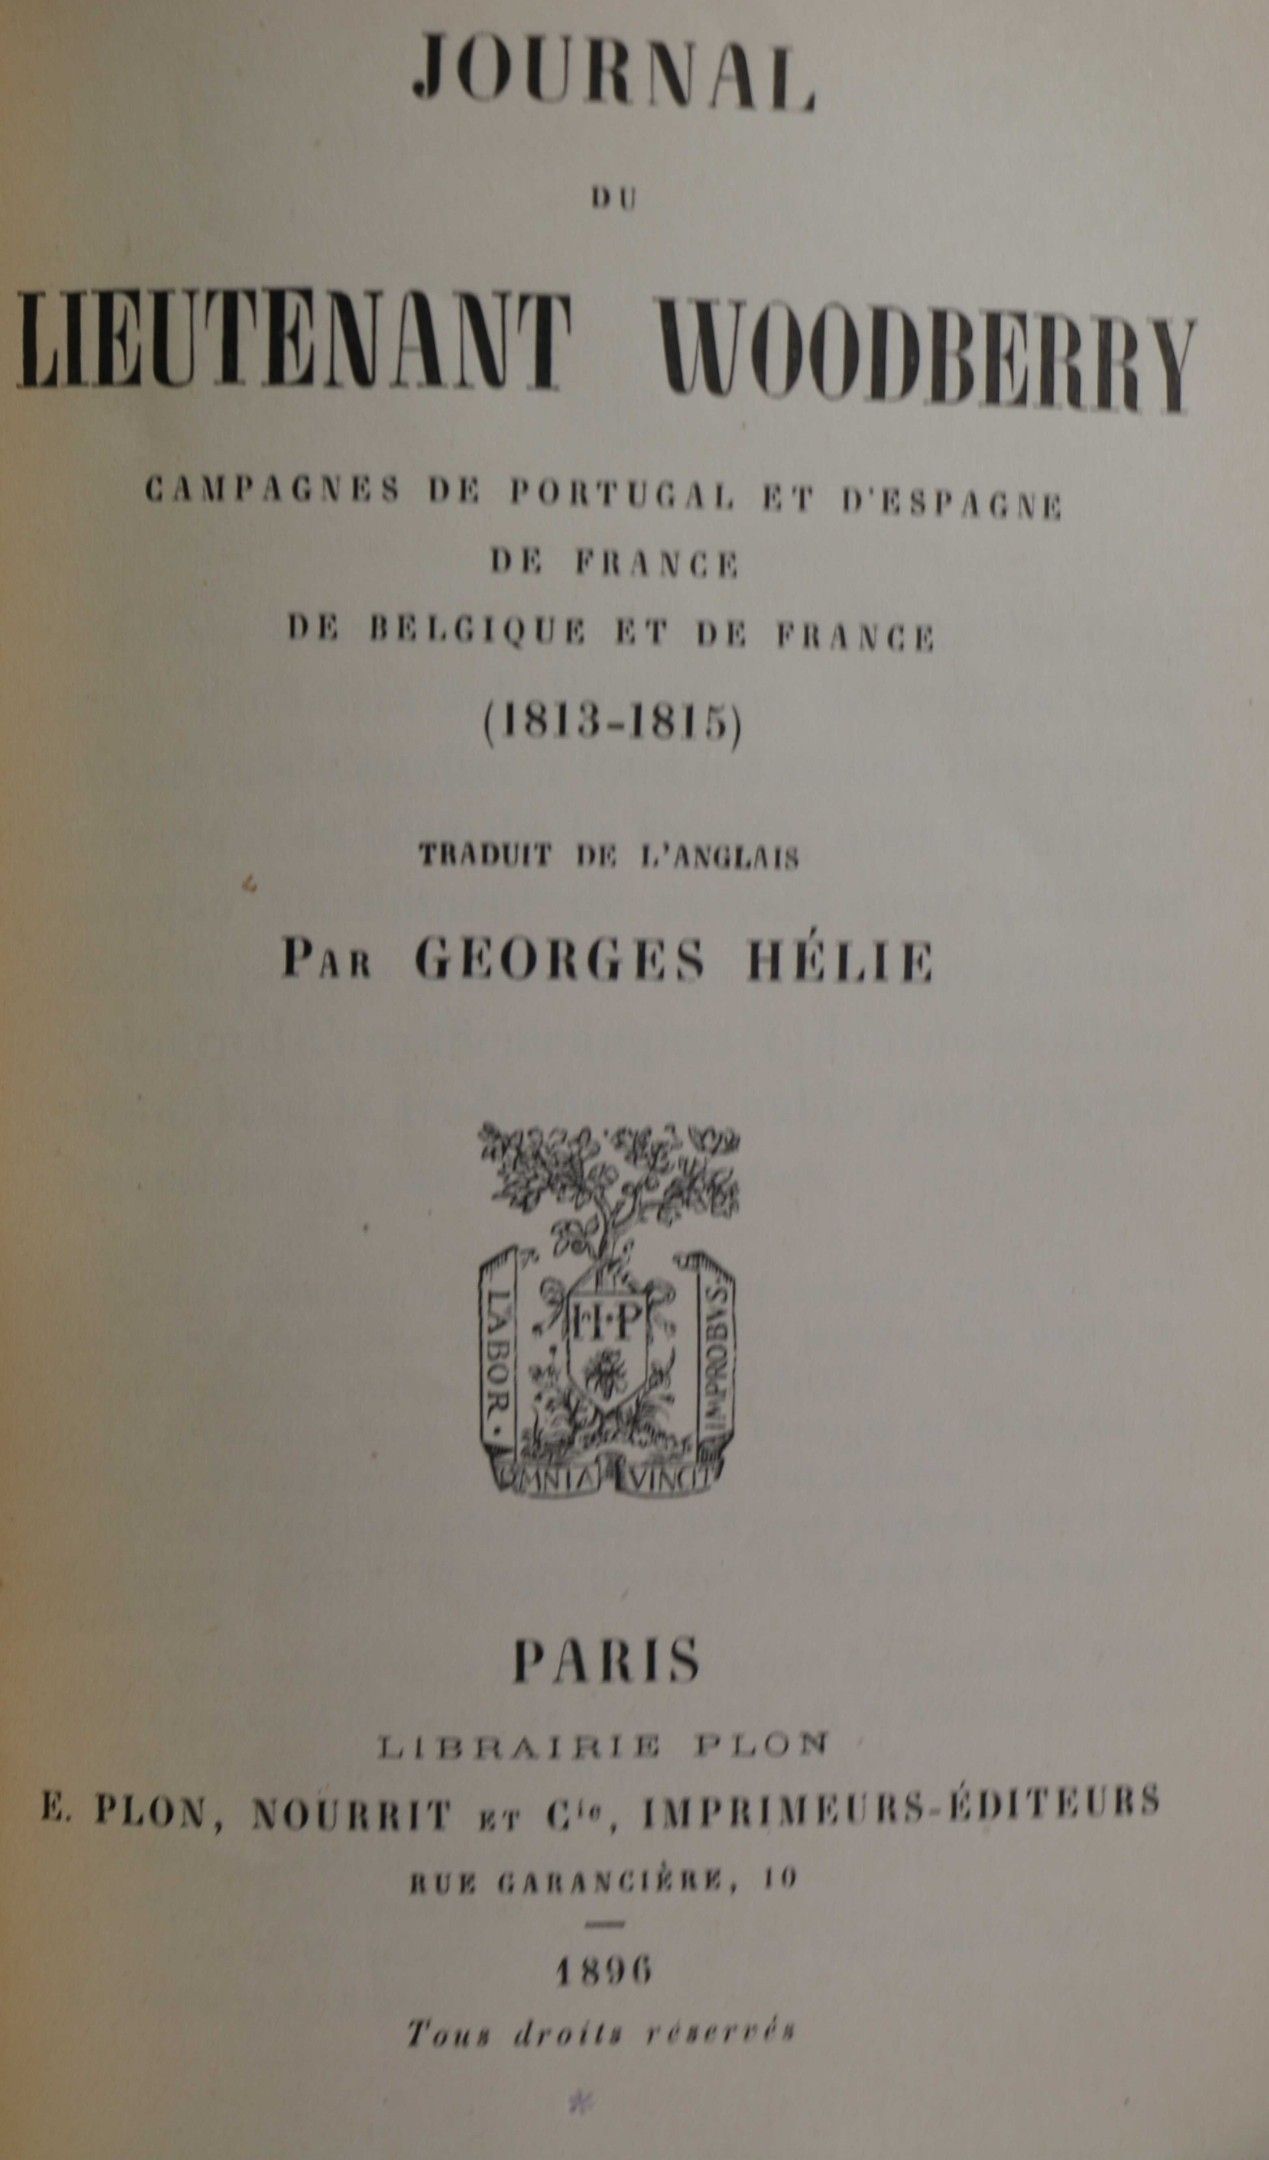 JOURNAL
DU
LIEUTENANT WOODBERRY
CAMPAGNES DE PORTUGAL ET D'ESPAGNE
DE FRANCE
DE BELGIQUE ET DE FRANCE
(1813-1815)
TRADUIT DE L'ANGLAIS
PAR GEORGES HÉLIE
H·P
LABOR·
IMPROBVS
OMNIA VINCIT
PARIS
LIBRAIRIE PLON
E. PLON, NOURRIT ET Cie, IMPRIMEURS-ÉDITEURS
RUE GARANCIÈRE, 10
1896
Tous droits réservés